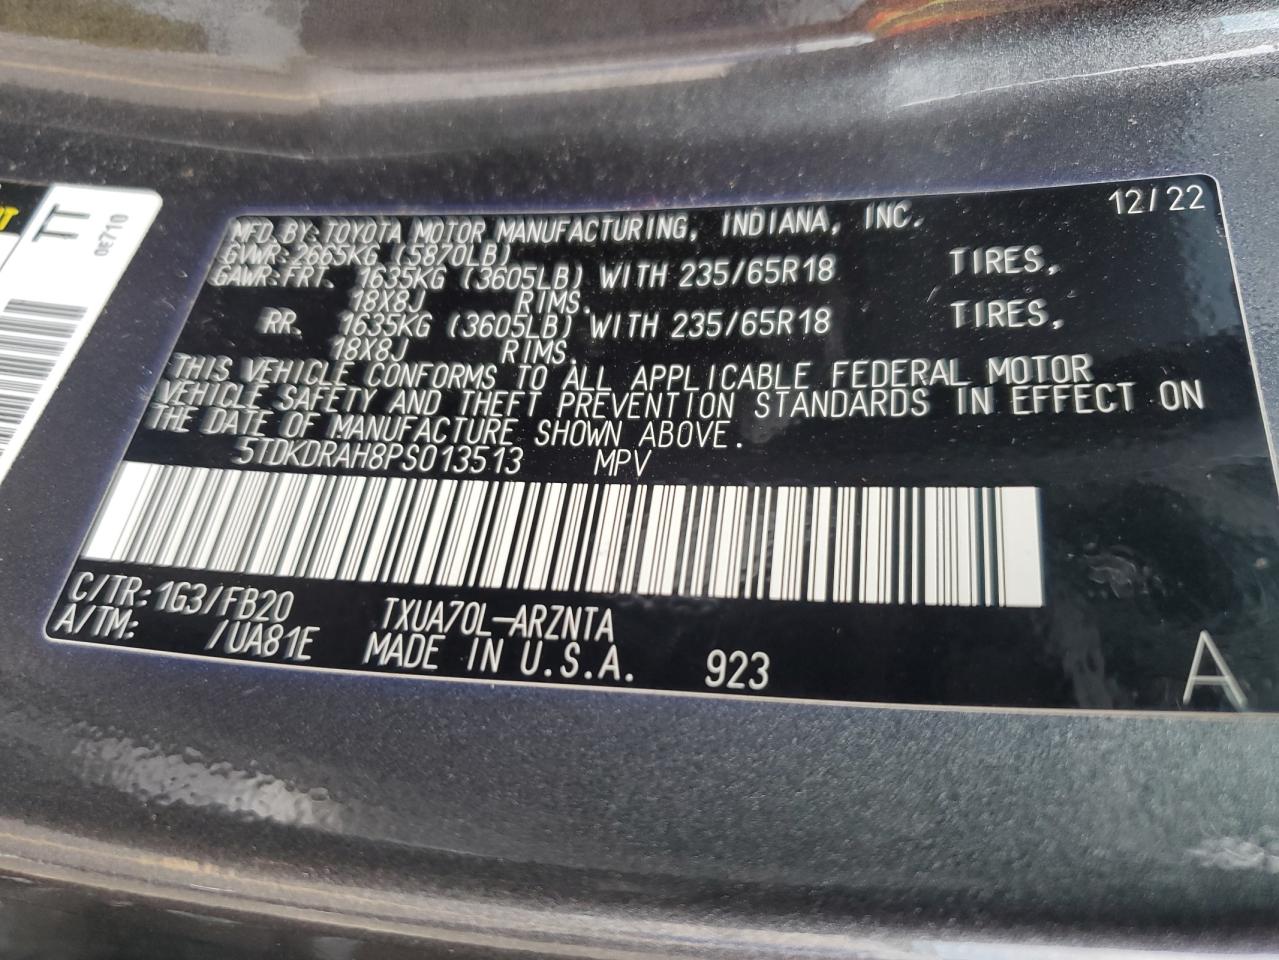 12/22
MFD.BY:TOYOTA MOTOR MANUFACTURING, INDIANA, INC.
GVWR:2665KG (5870LB)
GAWR:FRT. 1635KG (3605LB) WITH 235/65R18 TIRES,
18X8J RIMS.
RR. 1635KG (3605LB) WITH 235/65R18 TIRES,
18X8J RIMS.
THIS VEHICLE CONFORMS TO ALL APPLICABLE FEDERAL MOTOR
VEHICLE SAFETY AND THEFT PREVENTION STANDARDS IN EFFECT ON
THE DATE OF MANUFACTURE SHOWN ABOVE.
5TDKDRAH8PS013513 MPV
C/TR:1G3/FB20 TXUA70L-ARZNTA
A/TM: /UA81E MADE IN U.S.A. 923 A
TT
0E710